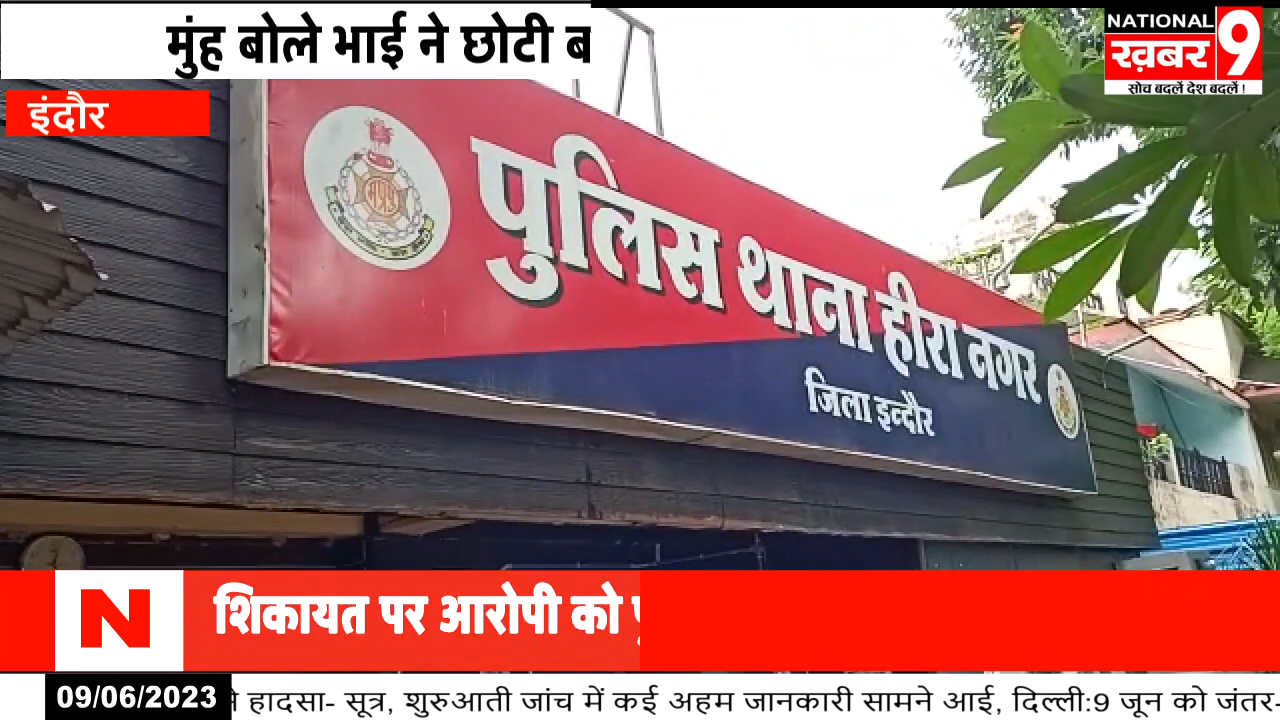 मुंह बोले भाई ने छोटी
NATIONAL
ख़बर 9
सोच बदलें देश बदलें !
इंदौर
पुलिस थाना हीरा नगर
जिला इन्दौर
N
शिकायत पर आरोपी को
09/06/2023
हादसा- सूत्र, शुरुआती जांच में कई अहम जानकारी सामने आई, दिल्ली:9 जून को जंतर-